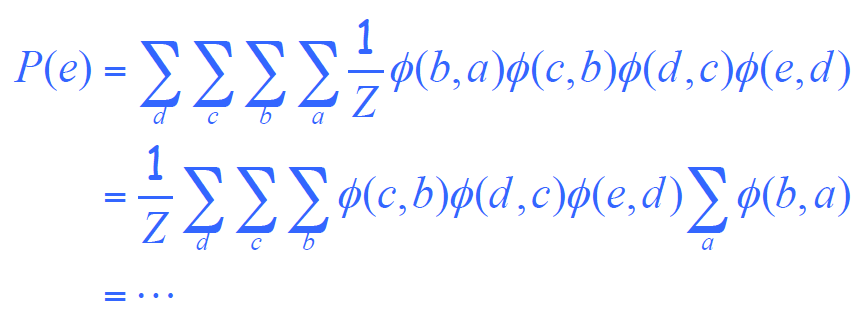 P(e) = ∑_d ∑_c ∑_b ∑_a 1/Z ϕ(b,a)ϕ(c,b)ϕ(d,c)ϕ(e,d)
= 1/Z ∑_d ∑_c ∑_b ϕ(c,b)ϕ(d,c)ϕ(e,d) ∑_a ϕ(b,a)
= ⋯